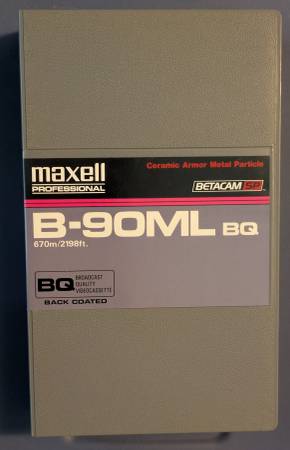 maxell
PROFESSIONAL
Ceramic Armor Metal Particle
BETACAM SP
B-90ML BQ
670m/2198ft.
BQ
BROADCAST
QUALITY
VIDEOCASSETTE
BACK COATED